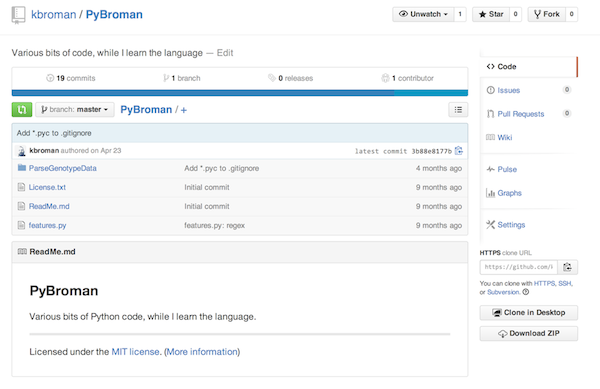 kbroman / PyBroman
Unwatch 1 Star 0 Fork 0
Various bits of code, while I learn the language — Edit
19 commits 1 branch 0 releases 1 contributor
branch: master PyBroman / +
Add *.pyc to .gitignore
kbroman authored on Apr 23 latest commit 3b88e8177b
ParseGenotypeData Add *.pyc to .gitignore 4 months ago
License.txt Initial commit 9 months ago
ReadMe.md Initial commit 9 months ago
features.py features.py: regex 9 months ago
ReadMe.md
PyBroman
Various bits of Python code, while I learn the language.
Licensed under the MIT license. (More information)
Code
Issues 0
Pull Requests 0
Wiki
Pulse
Graphs
Settings
HTTPS clone URL
https://github.com/
You can clone with HTTPS, SSH,
or Subversion.
Clone in Desktop
Download ZIP